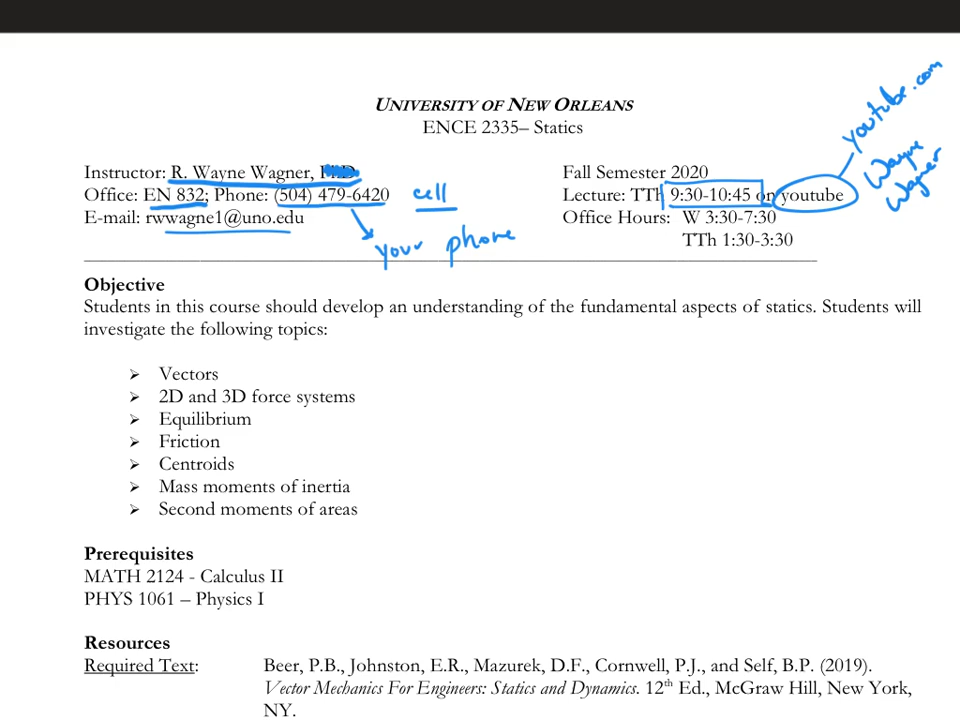 UNIVERSITY OF NEW ORLEANS
ENCE 2335– Statics
Instructor: R. Wayne Wagner, Ph.D.
Office: EN 832; Phone: (504) 479-6420 cell
E-mail: rwwagne1@uno.edu
your phone
Fall Semester 2020
Lecture: TTh 9:30-10:45 on youtube
Office Hours: W 3:30-7:30
TTh 1:30-3:30
youtube.com
Wayne
Wagner
Objective
Students in this course should develop an understanding of the fundamental aspects of statics. Students will
investigate the following topics:
➢ Vectors
➢ 2D and 3D force systems
➢ Equilibrium
➢ Friction
➢ Centroids
➢ Mass moments of inertia
➢ Second moments of areas
Prerequisites
MATH 2124 - Calculus II
PHYS 1061 – Physics I
Resources
Required Text: Beer, P.B., Johnston, E.R., Mazurek, D.F., Cornwell, P.J., and Self, B.P. (2019).
Vector Mechanics For Engineers: Statics and Dynamics. 12th Ed., McGraw Hill, New York,
NY.